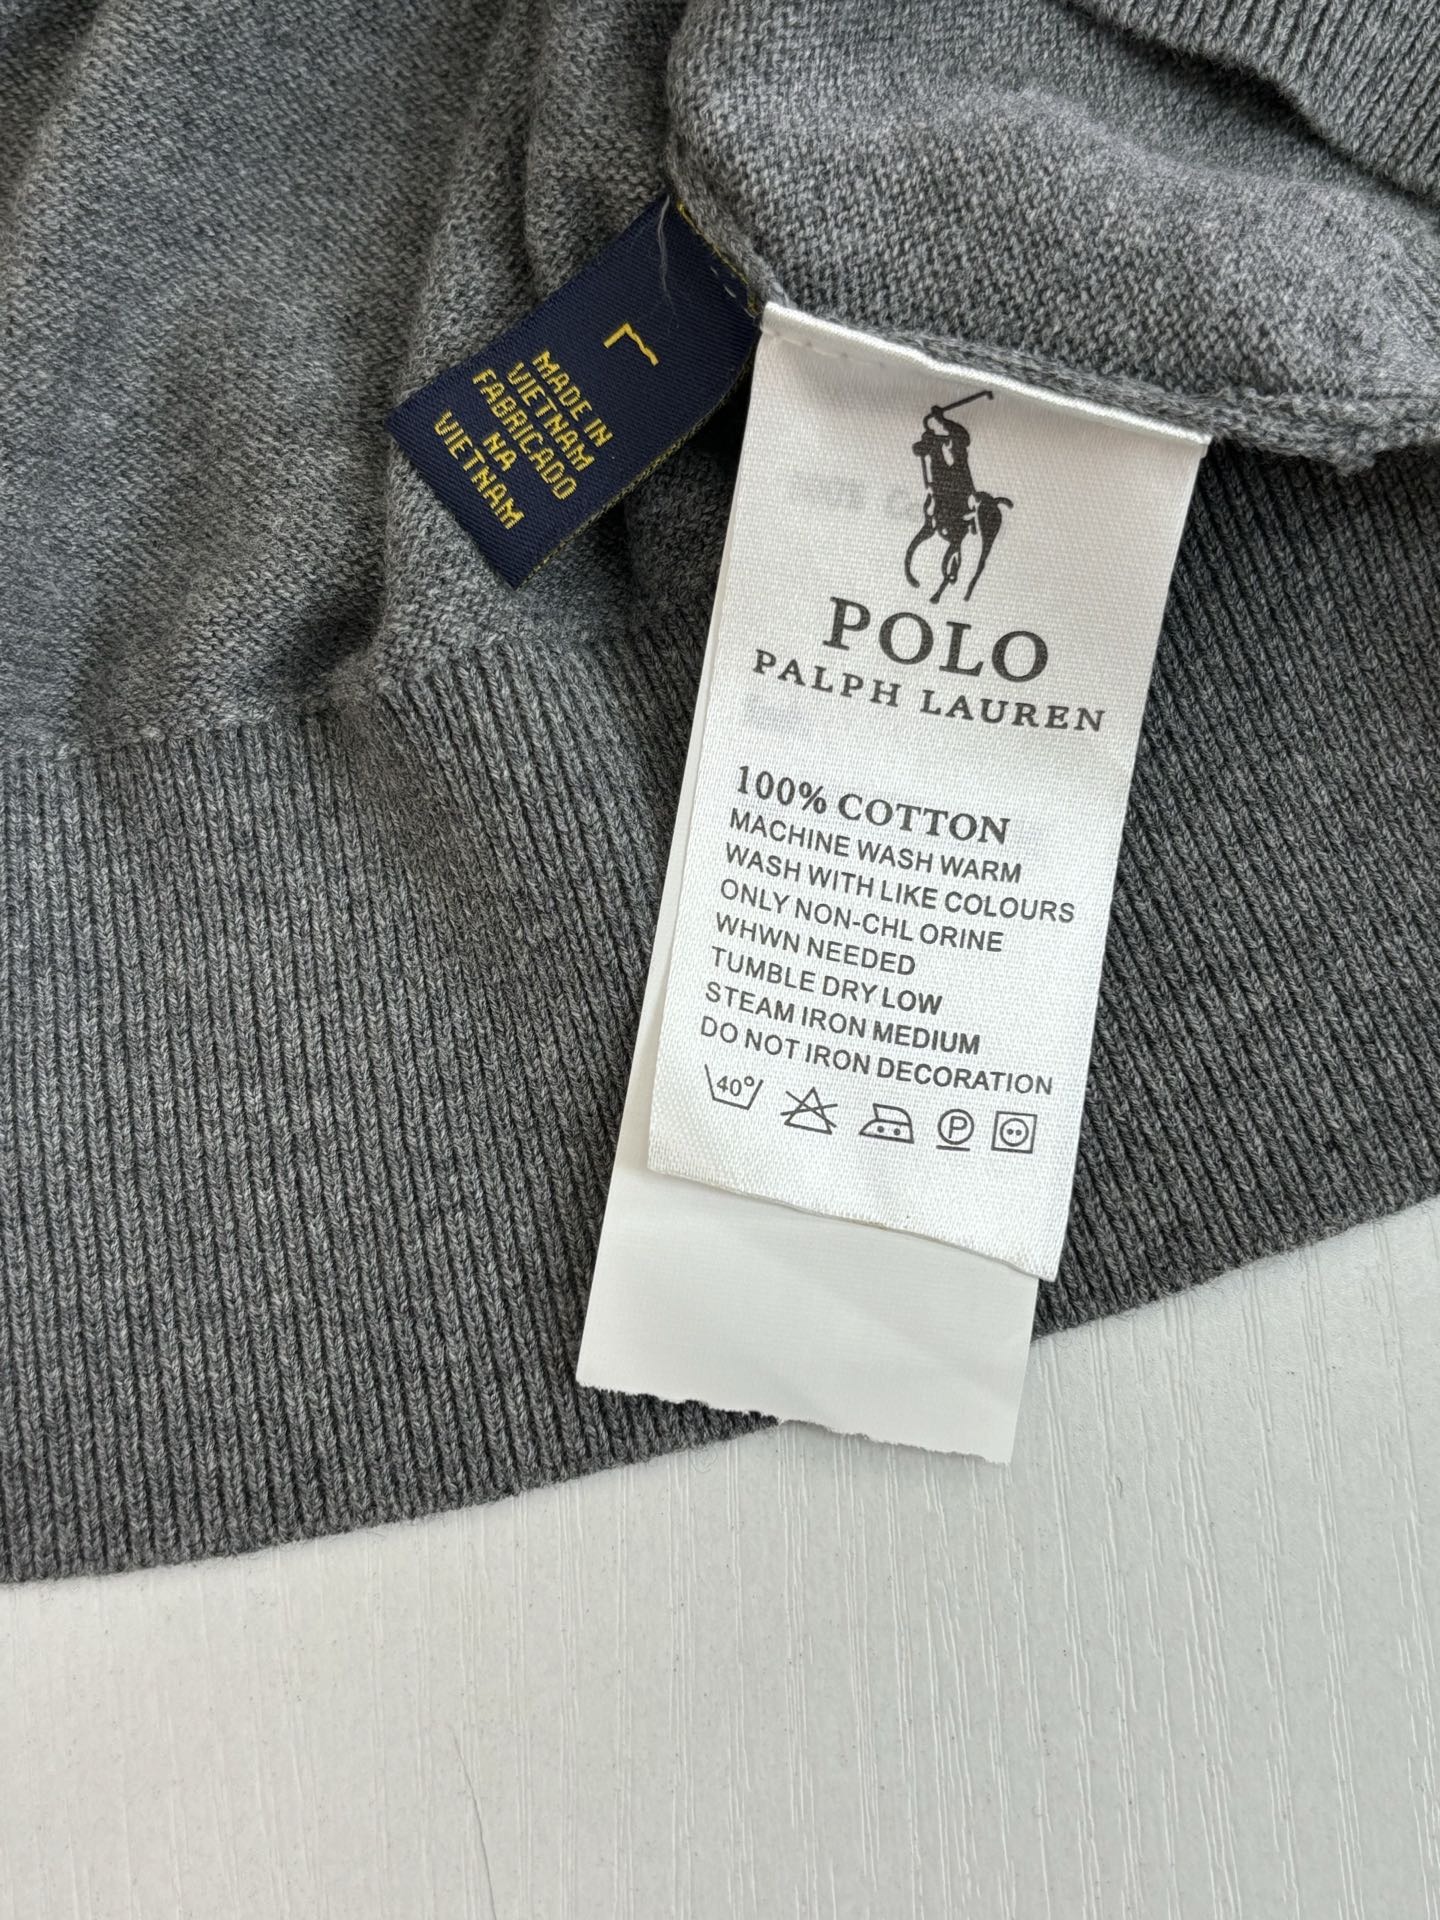 L
MADE IN
VIETNAM
FABRICADO
NA
VIETNAM
POLO
PALPH LAUREN
100% COTTON
MACHINE WASH WARM
WASH WITH LIKE COLOURS
ONLY NON-CHL ORINE
WHWN NEEDED
TUMBLE DRY LOW
STEAM IRON MEDIUM
DO NOT IRON DECORATION
40° P